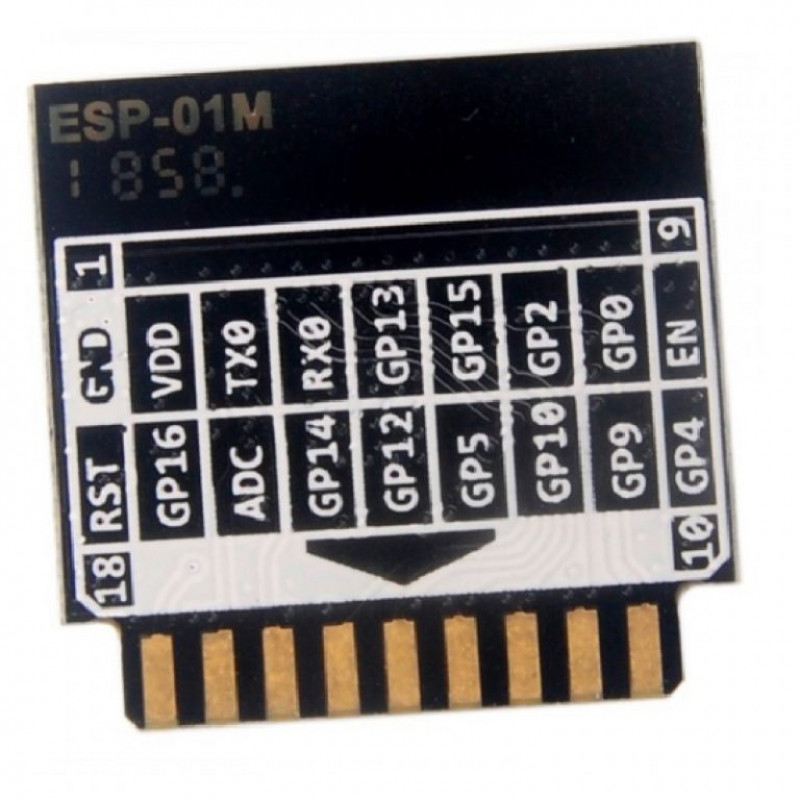 ESP-01M
1858.
1 9
GND VDD TX0 RX0 GP13 GP15 GP2 GP0 EN
RST GP16 ADC GP14 GP12 GP5 GP10 GP9 GP4
18 10